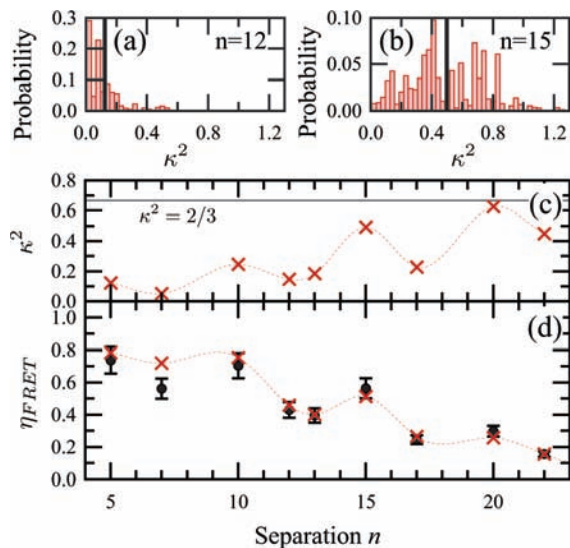 0.3
0.2
0.1
0.0
Probability
(a)
n=12
0.0 0.4 0.8 1.2
κ²
0.10
0.05
0.00
Probability
(b)
n=15
0.0 0.4 0.8 1.2
κ²
0.8
0.6
0.4
0.2
0.0
κ²
κ² = 2/3
(c)
1.0
0.8
0.6
0.4
0.2
0.0
ηFRET
(d)
5 10 15 20
Separation n